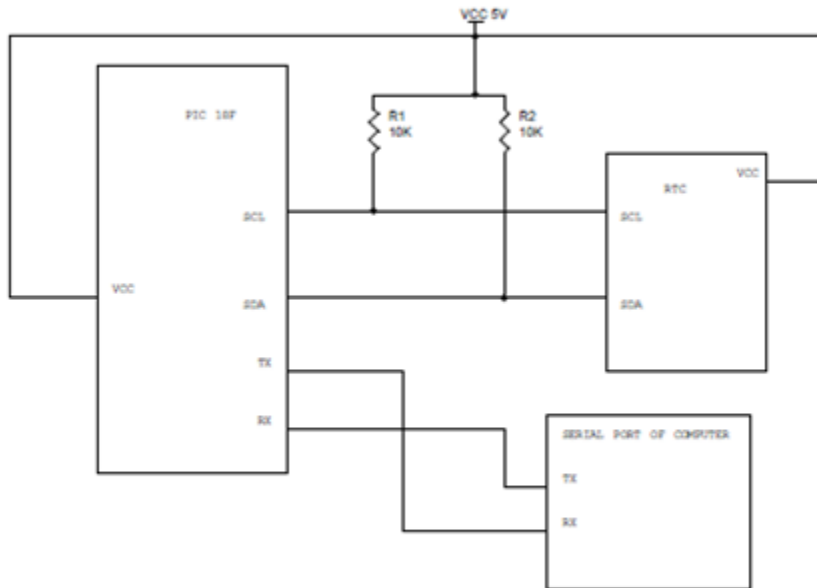 VCC 5V
PIC 18F
R1
10K
R2
10K
VCC
RTC
SCL
SCL
VCC
SDA
SDA
TX
RX
SERIAL PORT OF COMPUTER
TX
RX